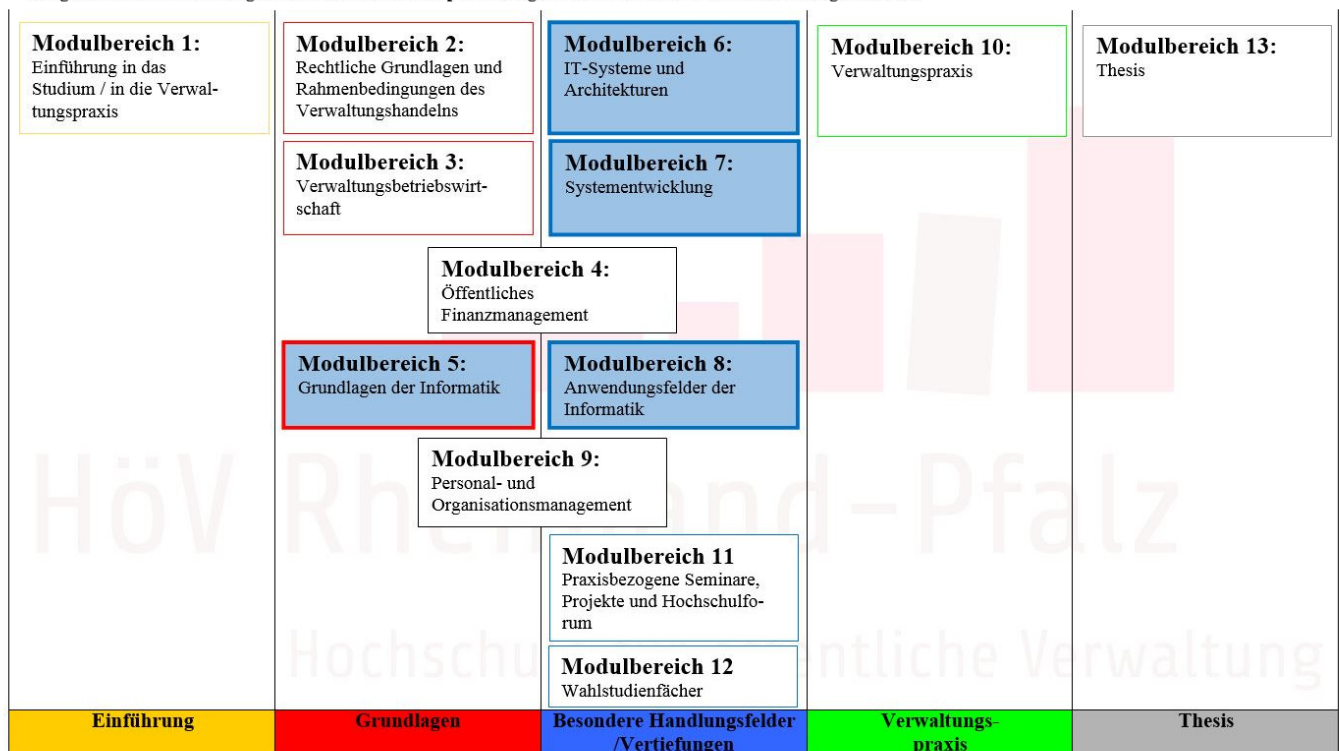 Modulbereich 1:
Einführung in das
Studium / in die Verwal-
tungspraxis
Modulbereich 2:
Rechtliche Grundlagen und
Rahmenbedingungen des
Verwaltungshandelns
Modulbereich 6:
IT-Systeme und
Architekturen
Modulbereich 10:
Verwaltungspraxis
Modulbereich 13:
Thesis
Modulbereich 3:
Verwaltungsbetriebswirt-
schaft
Modulbereich 7:
Systementwicklung
Modulbereich 4:
Öffentliches
Finanzmanagement
Modulbereich 5:
Grundlagen der Informatik
Modulbereich 8:
Anwendungsfelder der
Informatik
Modulbereich 9:
Personal- und
Organisationsmanagement
HöV Rhe and-Pfalz
Modulbereich 11
Praxisbezogene Seminare,
Projekte und Hochschulfo-
rum
Hochschu ntliche Verwaltung
Modulbereich 12
Wahlstudienfächer
Einführung
Grundlagen
Besondere Handlungsfelder
/Vertiefungen
Verwaltungs-
praxis
Thesis